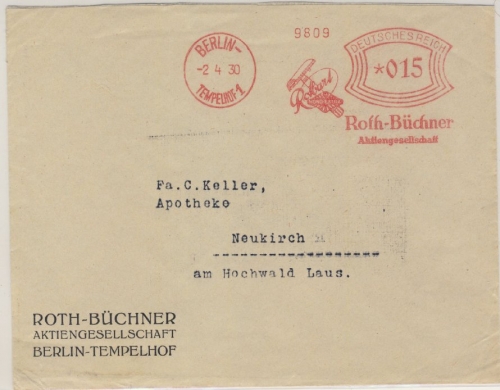 BERLIN-
-2 4 30
TEMPELHOF 1.
9809
DEUTSCHES REICH
*015
Rotbart
Roth-Büchner
Aktiengesellschaft
Fa.C.Keller,
Apotheke
Neukirch
am Hochwald Laus.
ROTH-BÜCHNER
AKTIENGESELLSCHAFT
BERLIN-TEMPELHOF